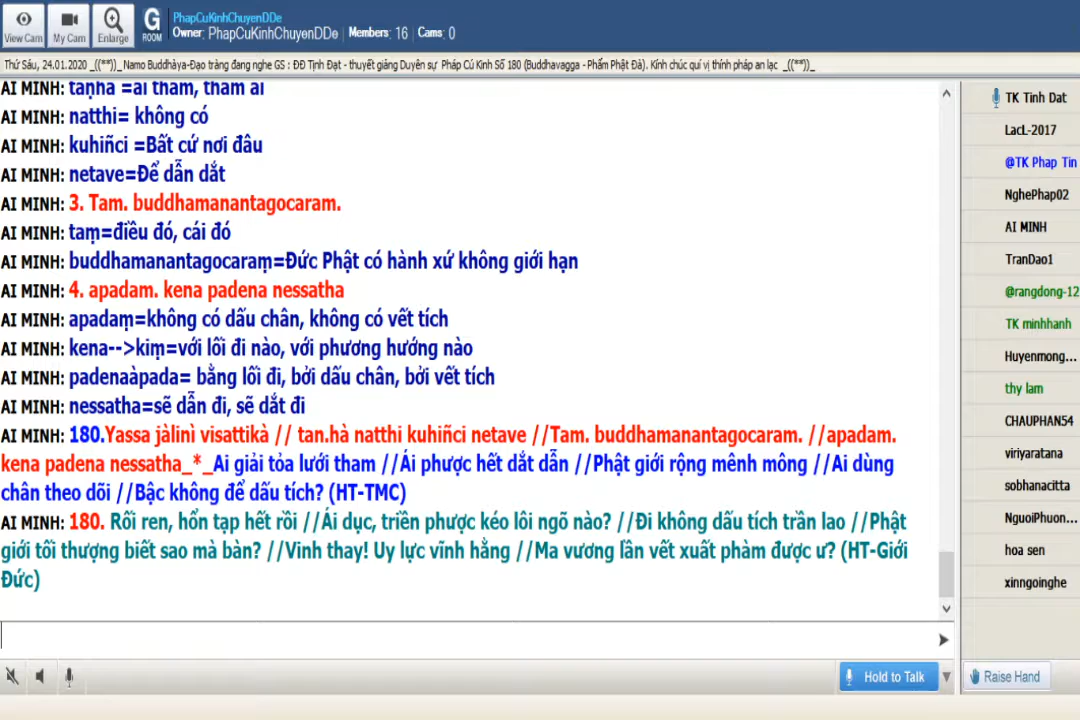 View Cam
My Cam
Enlarge
G
ROOM
PhapCuKinhChuyenDDe
Owner: PhapCuKinhChuyenDDe | Members: 16 | Cams: 0
Thứ Sáu, 24.01.2020 _((**))_ Namo Buddhàya-Đạo tràng đang nghe GS : ĐĐ Tịnh Đạt - thuyết giảng Duyên sự Pháp Cú Kinh Số 180 (Buddhavagga - Phẩm Phật Đà). Kính chúc quí vị thính pháp an lạc _((**))_
AI MINH: taṇhā =ái tham, tham ái
AI MINH: natthi= không có
AI MINH: kuhiñci =Bất cứ nơi đâu
AI MINH: netave=Để dẫn dắt
AI MINH: 3. Tam. buddhamanantagocaram.
AI MINH: taṃ=điều đó, cái đó
AI MINH: buddhamanantagocaraṃ=Đức Phật có hành xứ không giới hạn
AI MINH: 4. apadam. kena padena nessatha
AI MINH: apadaṃ=không có dấu chân, không có vết tích
AI MINH: kena-->kiṃ=với lối đi nào, với phương hướng nào
AI MINH: padenaàpada= bằng lối đi, bởi dấu chân, bởi vết tích
AI MINH: nessatha=sẽ dẫn đi, sẽ dắt đi
AI MINH: 180.Yassa jàlinì visattikà // tan.hà natthi kuhiñci netave //Tam. buddhamanantagocaram. //apadam.
kena padena nessatha_*_Ai giải tỏa lưới tham //Ái phược hết dắt dẫn //Phật giới rộng mênh mông //Ai dùng
chân theo dõi //Bậc không để dấu tích? (HT-TMC)
AI MINH: 180. Rối ren, hổn tạp hết rồi //Ái dục, triền phược kéo lôi ngõ nào? //Đi không dấu tích trần lao //Phật
giới tối thượng biết sao mà bàn? //Vinh thay! Uy lực vĩnh hằng //Ma vương lần vết xuất phàm được ư? (HT-Giới
Đức)
Hold to Talk
TK Tinh Dat
LacL-2017
@TK Phap Tin
NghePhap02
AI MINH
TranDao1
@rangdong-12
TK minhhanh
Huyenmong...
thy lam
CHAUPHAN54
viriyaratana
sobhanacitta
NguoiPhuon...
hoa sen
xinngoinghe
Raise Hand